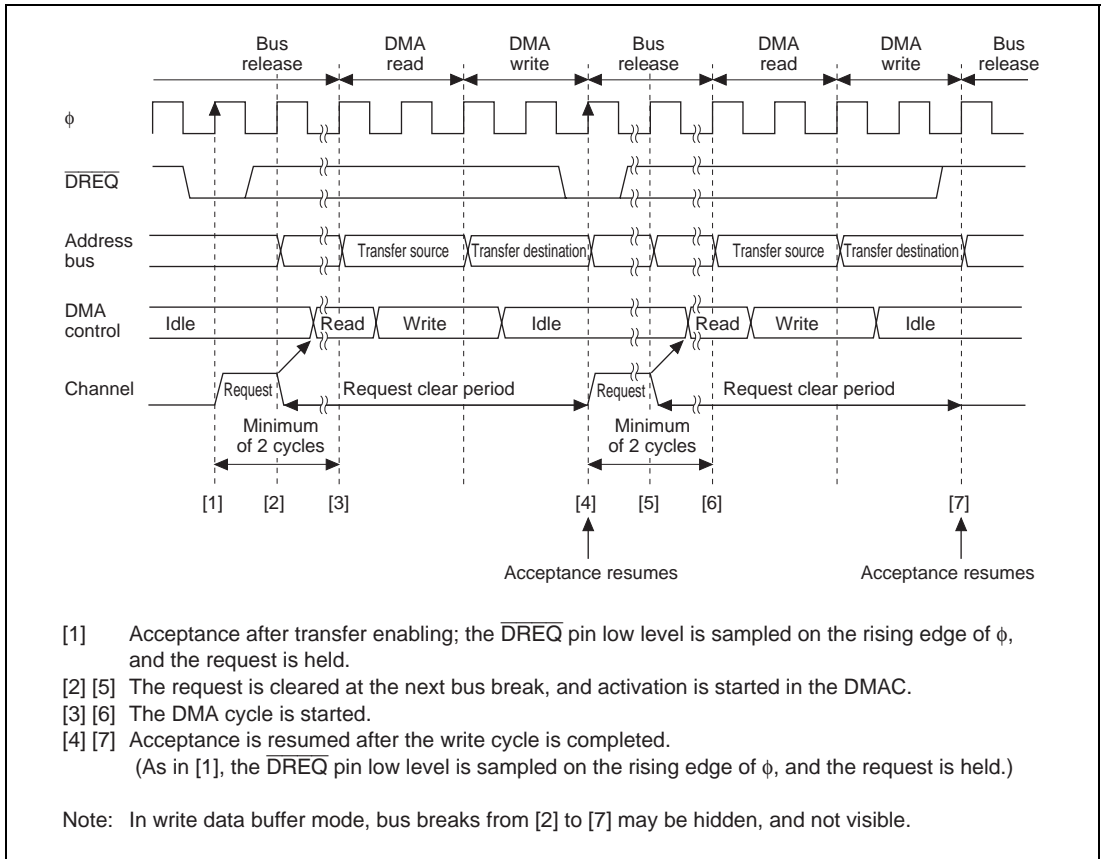 Bus release DMA read DMA write Bus release DMA read DMA write Bus release
φ
DREQ
Address bus Transfer source Transfer destination Transfer source Transfer destination
DMA control Idle Read Write Idle Read Write Idle
Channel Request Request clear period Request Request clear period
Minimum of 2 cycles Minimum of 2 cycles
[1] [2] [3] [4] [5] [6] [7]
Acceptance resumes Acceptance resumes
[1] Acceptance after transfer enabling; the DREQ pin low level is sampled on the rising edge of φ,
and the request is held.
[2] [5] The request is cleared at the next bus break, and activation is started in the DMAC.
[3] [6] The DMA cycle is started.
[4] [7] Acceptance is resumed after the write cycle is completed.
(As in [1], the DREQ pin low level is sampled on the rising edge of φ, and the request is held.)
Note: In write data buffer mode, bus breaks from [2] to [7] may be hidden, and not visible.